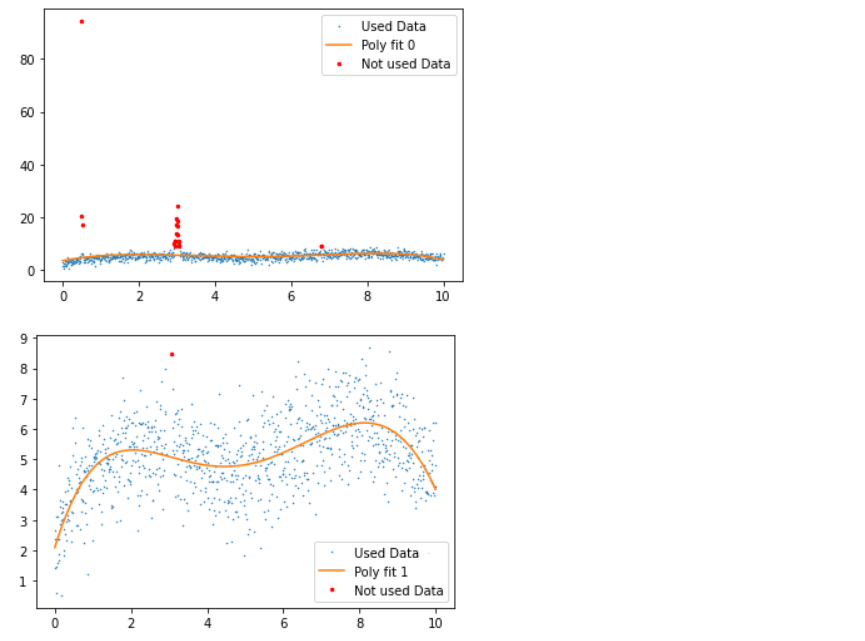 Used Data
Poly fit 0
Not used Data
80
60
40
20
0
0 2 4 6 8 10
9
8
7
6
5
4
3
2
1
Used Data
Poly fit 1
Not used Data
0 2 4 6 8 10